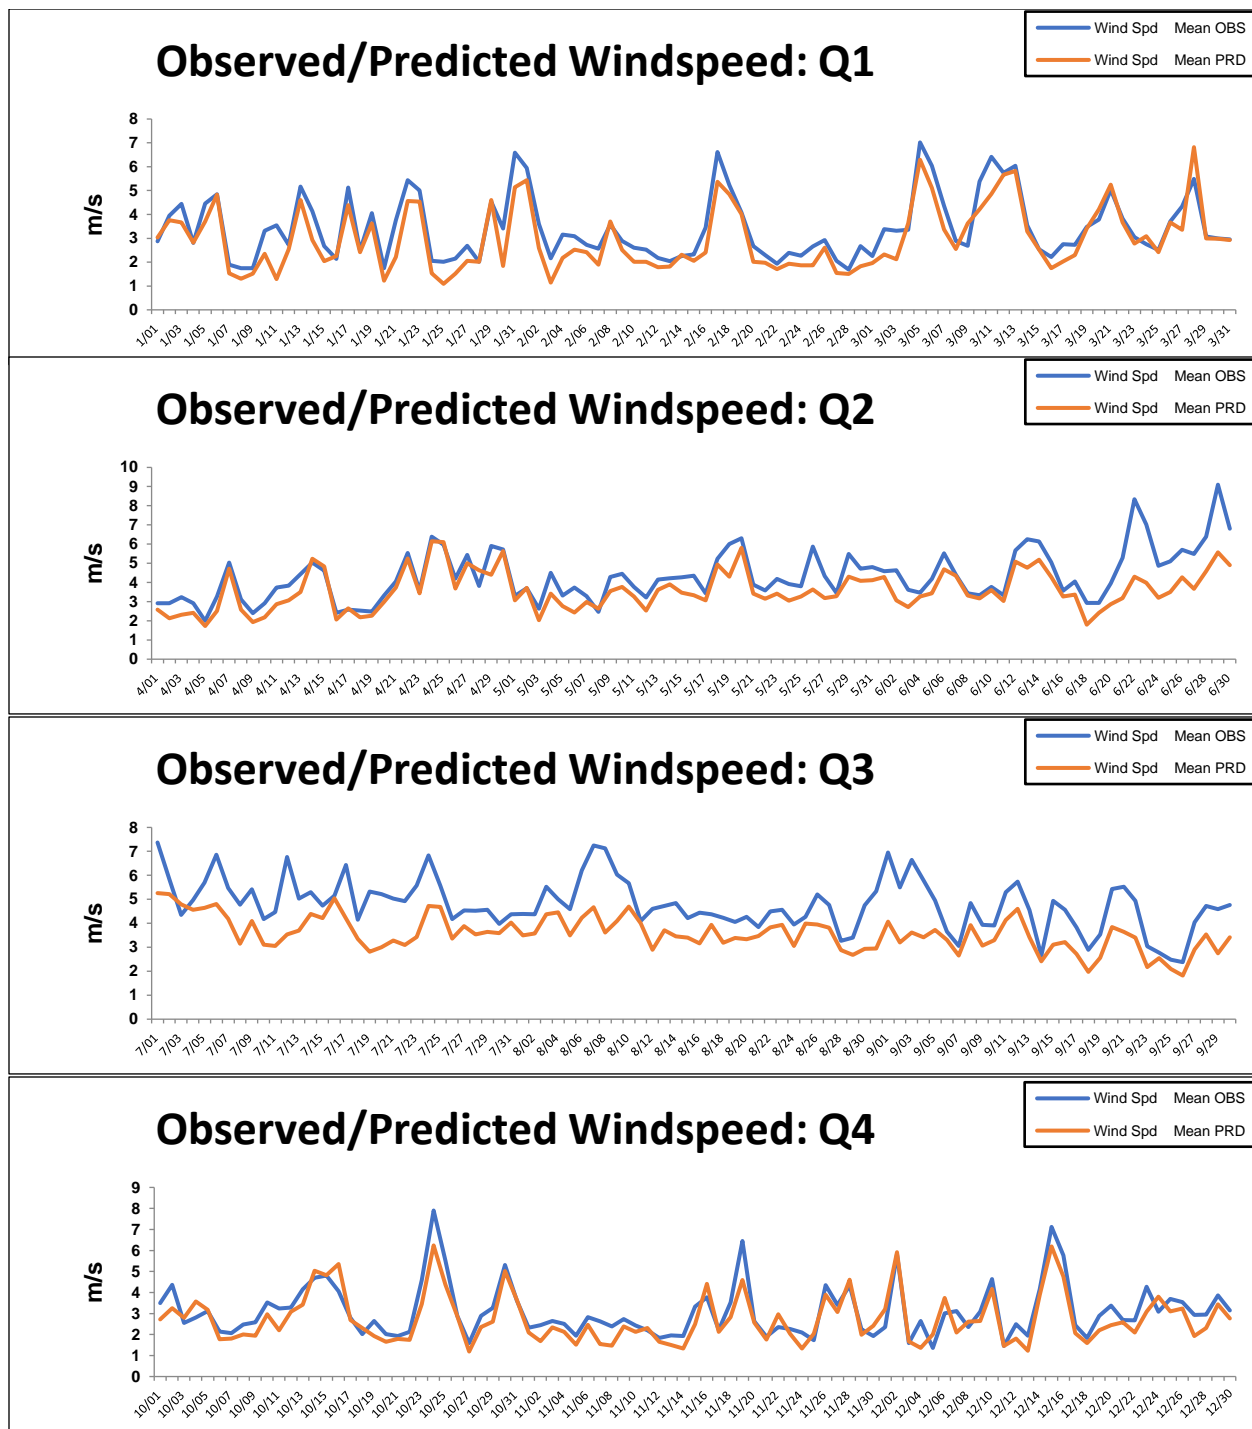 Wind Spd Mean OBS
Wind Spd Mean PRD
Observed/Predicted Windspeed: Q1
m/s
8
7
6
5
4
3
2
1
0
1/01 1/03 1/05 1/07 1/09 1/11 1/13 1/15 1/17 1/19 1/21 1/23 1/25 1/27 1/29 1/31 2/02 2/04 2/06 2/08 2/10 2/12 2/14 2/16 2/18 2/20 2/22 2/24 2/26 2/28 3/01 3/03 3/05 3/07 3/09 3/11 3/13 3/15 3/17 3/19 3/21 3/23 3/25 3/27 3/29 3/31
Wind Spd Mean OBS
Wind Spd Mean PRD
Observed/Predicted Windspeed: Q2
m/s
10
9
8
7
6
5
4
3
2
1
0
4/01 4/03 4/05 4/07 4/09 4/11 4/13 4/15 4/17 4/19 4/21 4/23 4/25 4/27 4/29 5/01 5/03 5/05 5/07 5/09 5/11 5/13 5/15 5/17 5/19 5/21 5/23 5/25 5/27 5/29 5/31 6/02 6/04 6/06 6/08 6/10 6/12 6/14 6/16 6/18 6/20 6/22 6/24 6/26 6/28 6/30
Wind Spd Mean OBS
Wind Spd Mean PRD
Observed/Predicted Windspeed: Q3
m/s
8
7
6
5
4
3
2
1
0
7/01 7/03 7/05 7/07 7/09 7/11 7/13 7/15 7/17 7/19 7/21 7/23 7/25 7/27 7/29 7/31 8/02 8/04 8/06 8/08 8/10 8/12 8/14 8/16 8/18 8/20 8/22 8/24 8/26 8/28 8/30 9/01 9/03 9/05 9/07 9/09 9/11 9/13 9/15 9/17 9/19 9/21 9/23 9/25 9/27 9/29
Wind Spd Mean OBS
Wind Spd Mean PRD
Observed/Predicted Windspeed: Q4
m/s
9
8
7
6
5
4
3
2
1
0
10/01 10/03 10/05 10/07 10/09 10/11 10/13 10/15 10/17 10/19 10/21 10/23 10/25 10/27 10/29 10/31 11/02 11/04 11/06 11/08 11/10 11/12 11/14 11/16 11/18 11/20 11/22 11/24 11/26 11/28 11/30 12/02 12/04 12/06 12/08 12/10 12/12 12/14 12/16 12/18 12/20 12/22 12/24 12/26 12/28 12/30